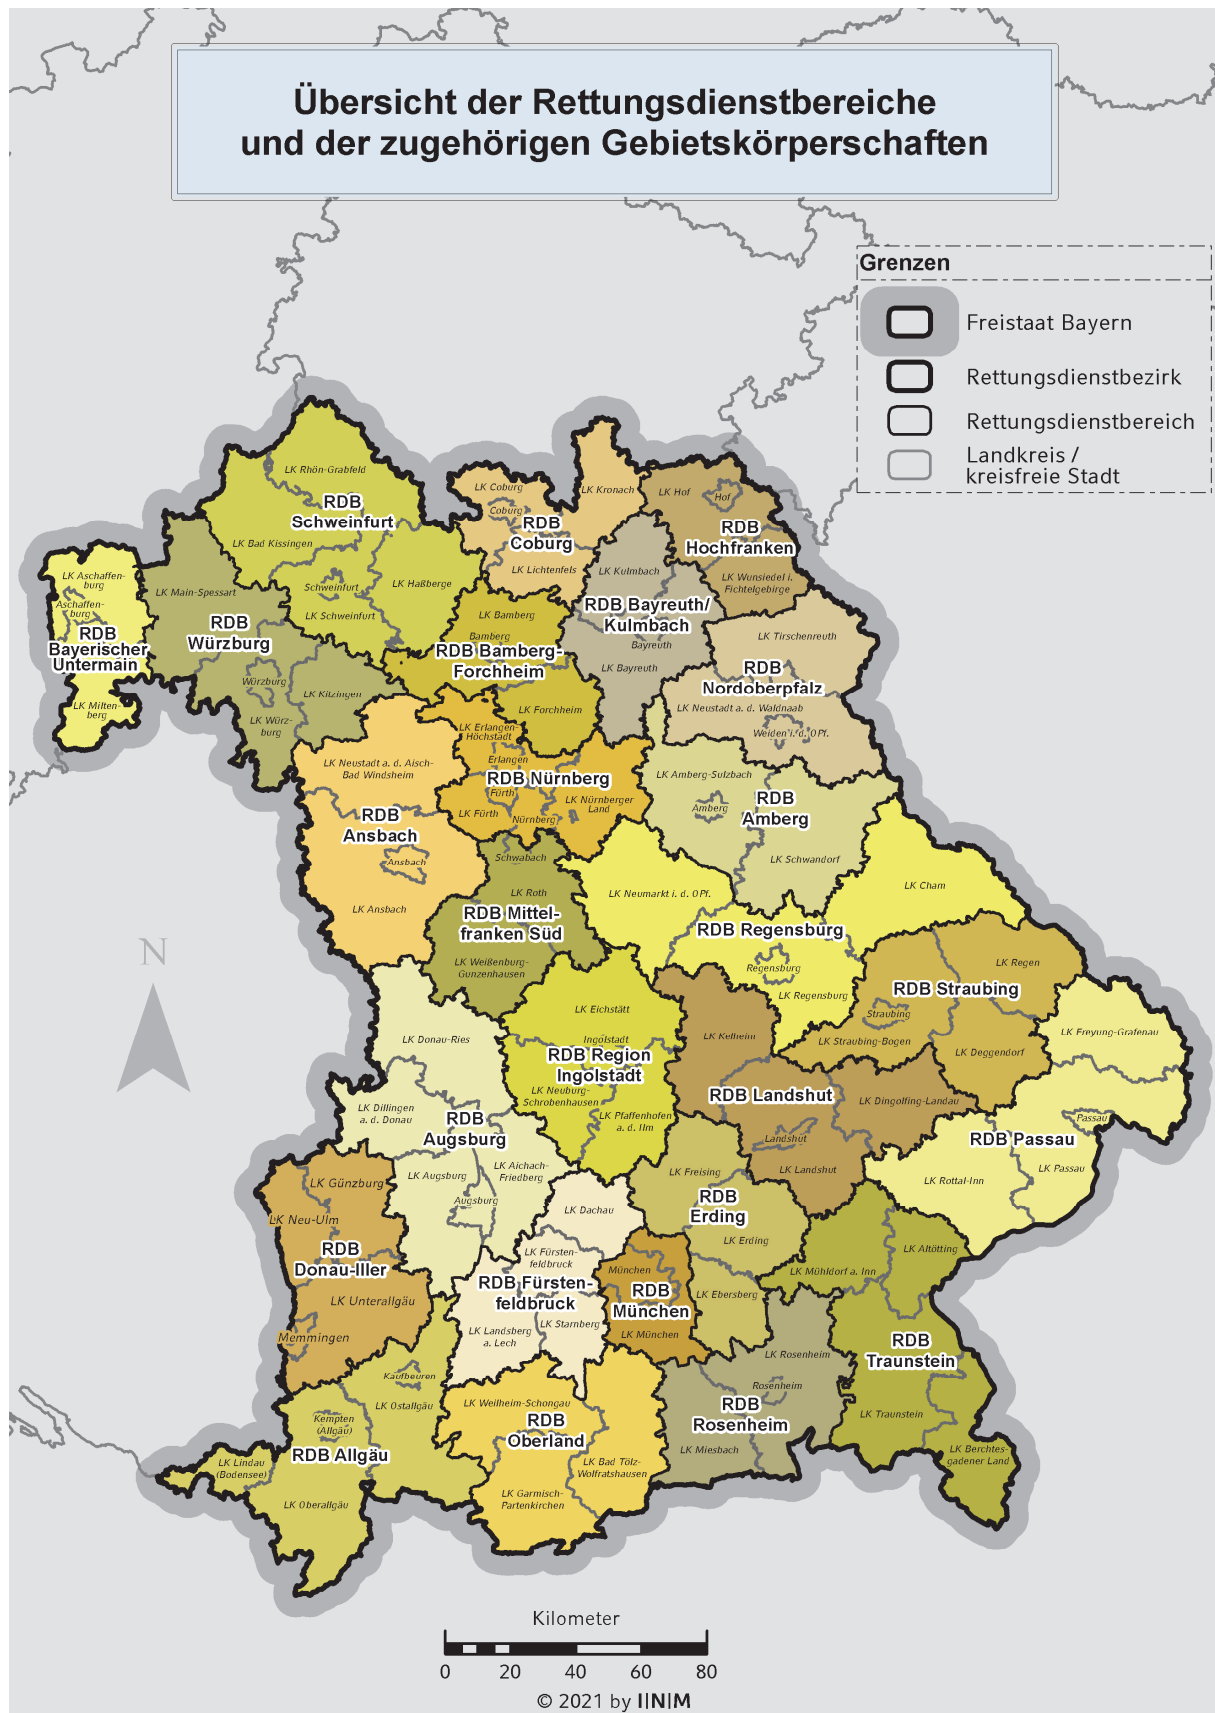 Übersicht der Rettungsdienstbereiche
und der zugehörigen Gebietskörperschaften
Grenzen
Freistaat Bayern
Rettungsdienstbezirk
Rettungsdienstbereich
Landkreis /
kreisfreie Stadt
LK Rhön-Grabfeld
RDB
Schweinfurt
LK Bad Kissingen
Schweinfurt
LK Schweinfurt
LK Haßberge
LK Coburg
Coburg
RDB
Coburg
LK Kronach
LK Lichtenfels
LK Hof
Hof
RDB
Hochfranken
LK Wunsiedel i.
Fichtelgebirge
LK Aschaffen-
burg
Aschaffen-
burg
RDB
Bayerischer
Untermain
LK Milten-
berg
LK Main-Spessart
RDB
Würzburg
Würzburg
LK Kitzingen
LK Würz-
burg
LK Kulmbach
RDB Bayreuth/
Kulmbach
Bayreuth
LK Bayreuth
LK Bamberg
Bamberg
RDB Bamberg-
Forchheim
LK Forchheim
LK Tirschenreuth
RDB
Nordoberpfalz
LK Neustadt a. d. Waldnaab
Weiden i. d. OPf.
LK Neustadt a. d. Aisch-
Bad Windsheim
RDB
Ansbach
Ansbach
LK Ansbach
LK Erlangen-
Höchstadt
Erlangen
RDB Nürnberg
Fürth
LK Fürth
Nürnberg
LK Nürnberger
Land
LK Amberg-Sulzbach
Amberg
RDB
Amberg
LK Schwandorf
Schwabach
LK Roth
RDB Mittel-
franken Süd
LK Weißenburg-
Gunzenhausen
LK Neumarkt i. d. OPf.
LK Cham
RDB Regensburg
Regensburg
LK Regensburg
LK Regen
RDB Straubing
Straubing
LK Straubing-Bogen
LK Deggendorf
LK Freyung-Grafenau
Passau
RDB Passau
LK Passau
LK Rottal-Inn
LK Eichstätt
Ingolstadt
RDB Region
Ingolstadt
LK Neuburg-
Schrobenhausen
LK Pfaffenhofen
a. d. Ilm
LK Kelheim
RDB Landshut
LK Dingolfing-Landau
Landshut
LK Landshut
N
LK Donau-Ries
LK Dillingen
a. d. Donau
RDB
Augsburg
LK Augsburg
LK Aichach-
Friedberg
Augsburg
LK Günzburg
LK Neu-Ulm
RDB
Donau-Iller
LK Unterallgäu
Memmingen
LK Freising
RDB
Erding
LK Erding
LK Ebersberg
LK Dachau
LK Fürsten-
feldbruck
RDB Fürsten-
feldbruck
LK Landsberg
a. Lech
LK Starnberg
München
RDB
München
LK München
LK Altötting
LK Mühldorf a. Inn
RDB
Traunstein
LK Traunstein
LK Berchtes-
gadener Land
LK Rosenheim
Rosenheim
RDB
Rosenheim
LK Miesbach
Kaufbeuren
LK Ostallgäu
Kempten
(Allgäu)
RDB Allgäu
LK Lindau
(Bodensee)
LK Oberallgäu
LK Weilheim-Schongau
RDB
Oberland
LK Bad Tölz-
Wolfratshausen
LK Garmisch-
Partenkirchen
Kilometer
0 20 40 60 80
© 2021 by I|N|M